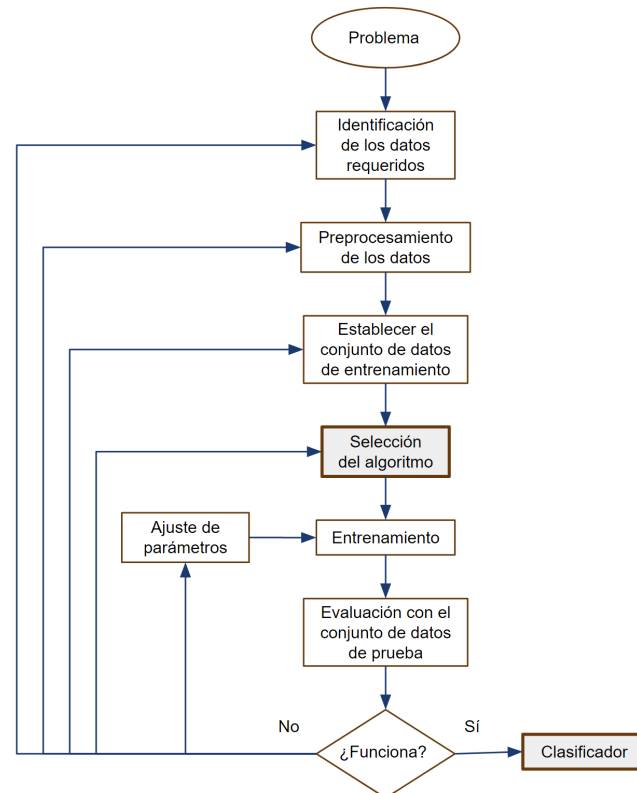 Problema
Identificación
de los datos
requeridos
Preprocesamiento
de los datos
Establecer el
conjunto de datos
de entrenamiento
Selección
del algoritmo
Ajuste de
parámetros
Entrenamiento
Evaluación con el
conjunto de datos
de prueba
No
¿Funciona?
Sí
Clasificador